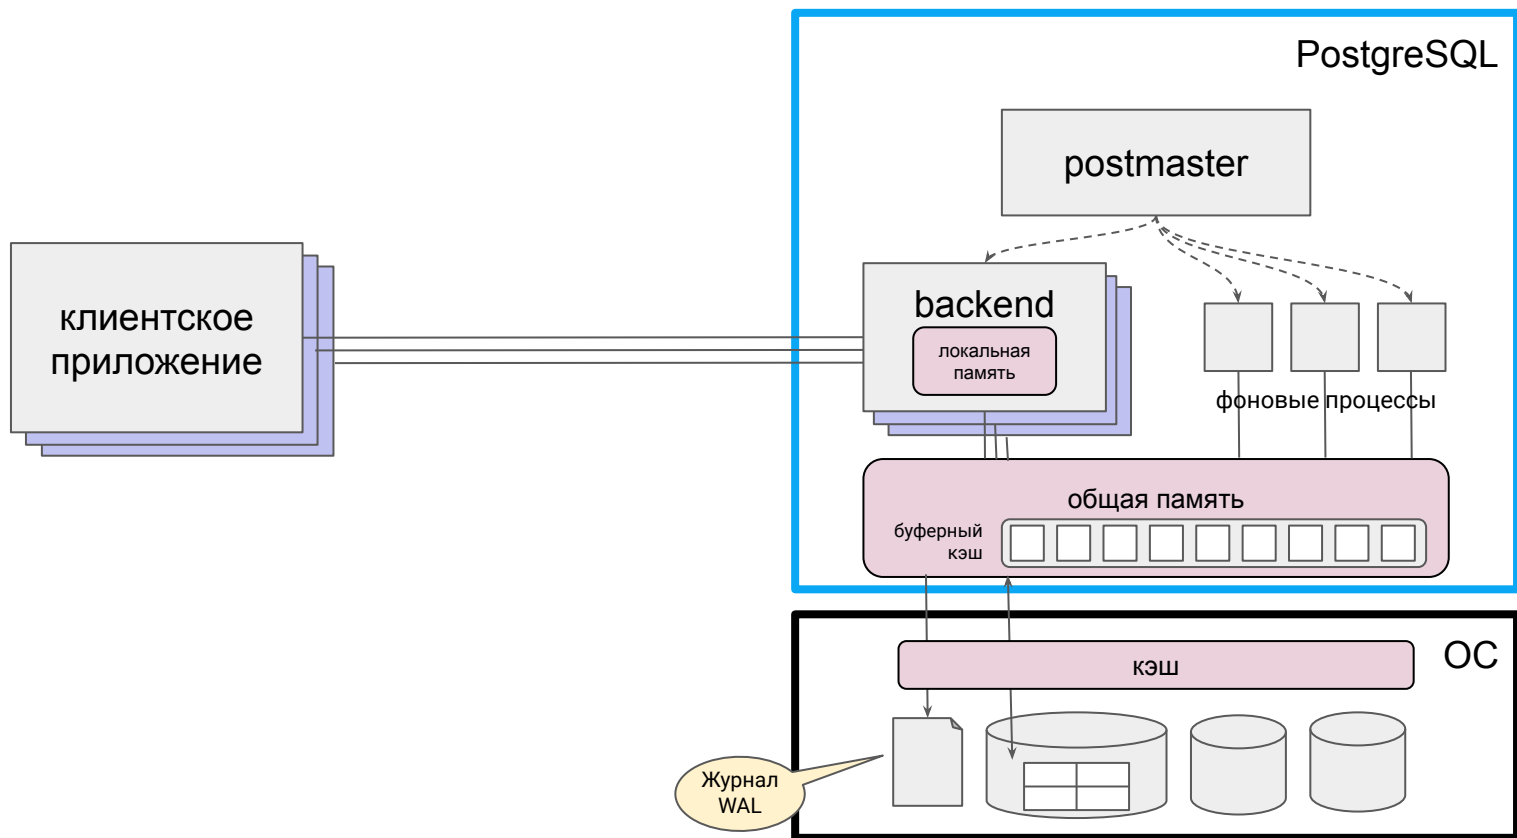 PostgreSQL
postmaster
клиентское
приложение
backend
локальная
память
фоновые процессы
общая память
буферный
кэш
ОС
кэш
Журнал
WAL